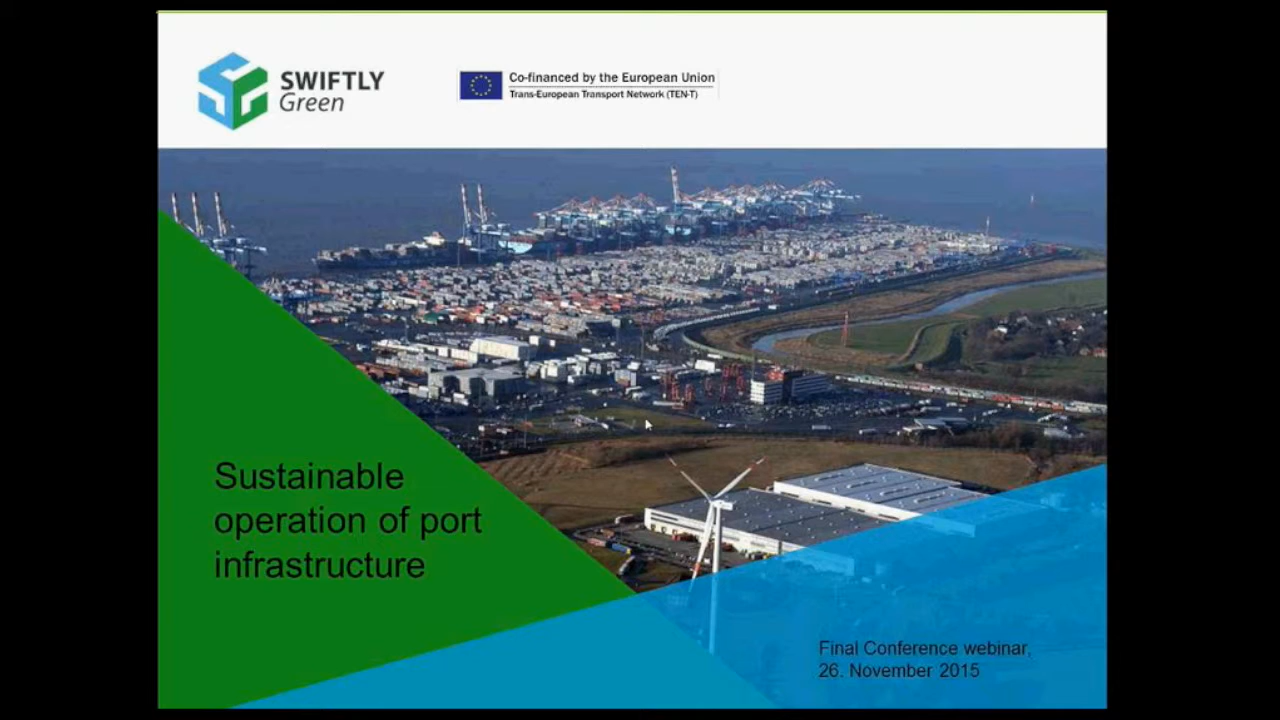 SWIFTLY
Green
Co-financed by the European Union
Trans-European Transport Network (TEN-T)
Sustainable
operation of port
infrastructure
Final Conference webinar,
26. November 2015